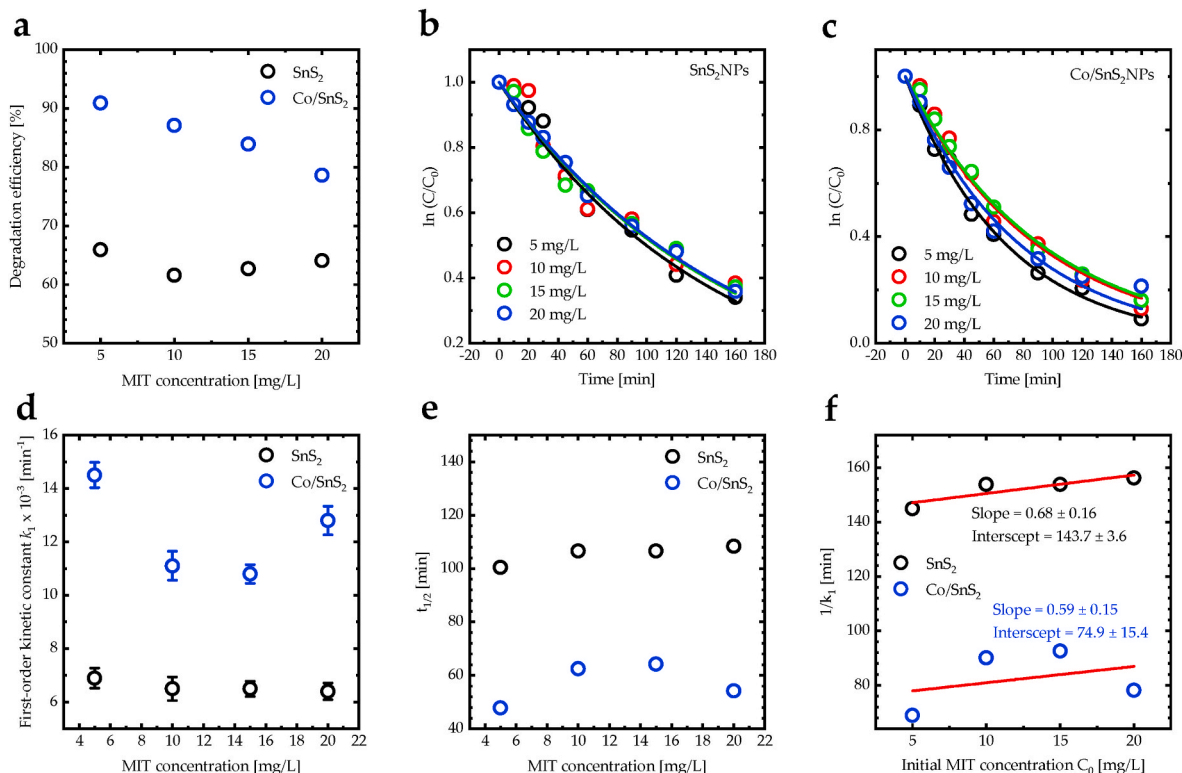 a
100
90
80
70
60
50
Degradation efficiency [%]
SnS₂
Co/SnS₂
5 10 15 20
MIT concentration [mg/L]
b
1.0
0.8
0.6
0.4
0.2
ln (C/C₀)
SnS₂NPs
5 mg/L
10 mg/L
15 mg/L
20 mg/L
-20 0 20 40 60 80 100 120 140 160 180
Time [min]
c
0.8
0.4
0.0
ln (C/C₀)
Co/SnS₂NPs
5 mg/L
10 mg/L
15 mg/L
20 mg/L
-20 0 20 40 60 80 100 120 140 160 180
Time [min]
d
16
14
12
10
8
6
First-order kinetic constant k₁ x 10⁻³ [min⁻¹]
SnS₂
Co/SnS₂
4 6 8 10 12 14 16 18 20 22
MIT concentration [mg/L]
e
140
120
100
80
60
40
t₁/₂ [min]
SnS₂
Co/SnS₂
4 6 8 10 12 14 16 18 20 22
MIT concentration [mg/L]
f
160
140
120
100
80
1/k₁ [min]
Slope = 0.68 ± 0.16
Interscept = 143.7 ± 3.6
SnS₂
Co/SnS₂
Slope = 0.59 ± 0.15
Interscept = 74.9 ± 15.4
5 10 15 20
Initial MIT concentration C₀ [mg/L]